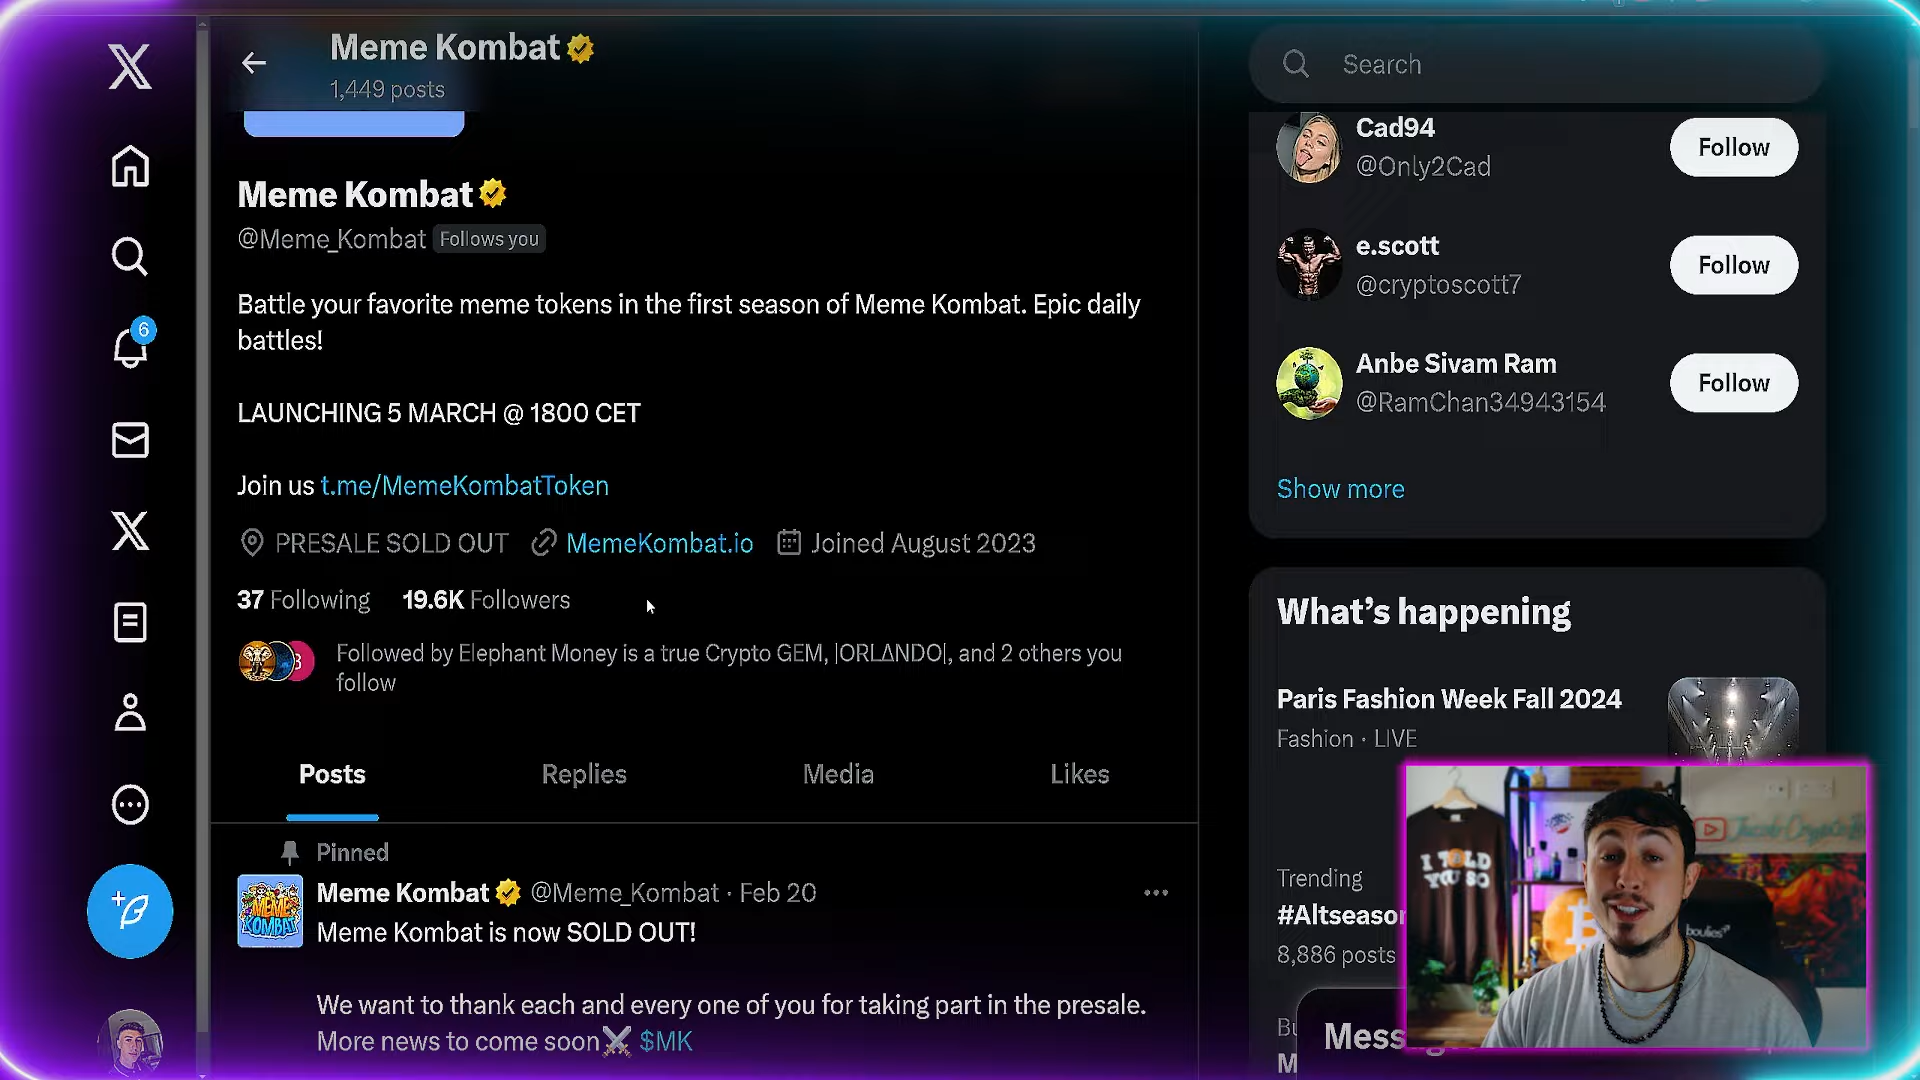 Meme Kombat
1,449 posts
Meme Kombat
@Meme_Kombat Follows you
Battle your favorite meme tokens in the first season of Meme Kombat. Epic daily
battles!
LAUNCHING 5 MARCH @ 1800 CET
Join us t.me/MemeKombatToken
PRESALE SOLD OUT MemeKombat.io Joined August 2023
37 Following 19.6K Followers
Followed by Elephant Money is a true Crypto GEM, |ORLΔNDO|, and 2 others you
follow
Posts Replies Media Likes
Pinned
Meme Kombat @Meme_Kombat · Feb 20
MEME
KOMBAT
Meme Kombat is now SOLD OUT!
We want to thank each and every one of you for taking part in the presale.
More news to come soon⚔ $MK
6
Search
Cad94
@Only2Cad
Follow
e.scott
@cryptoscott7
Follow
Anbe Sivam Ram
@RamChan34943154
Follow
Show more
What's happening
Paris Fashion Week Fall 2024
Fashion · LIVE
Trending
#Altseason
8,886 posts
I TOLD
YOU SO
boulies